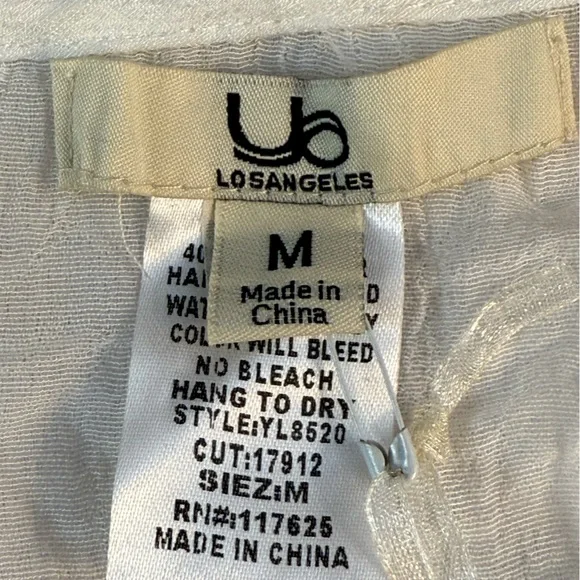 Ub
LOSANGELES
M
Made in
China
WILL BLEED
NO BLEACH
HANG TO DRY
STYLE:YL8520
CUT:17912
SIEZ:M
RN#:117625
MADE IN CHINA